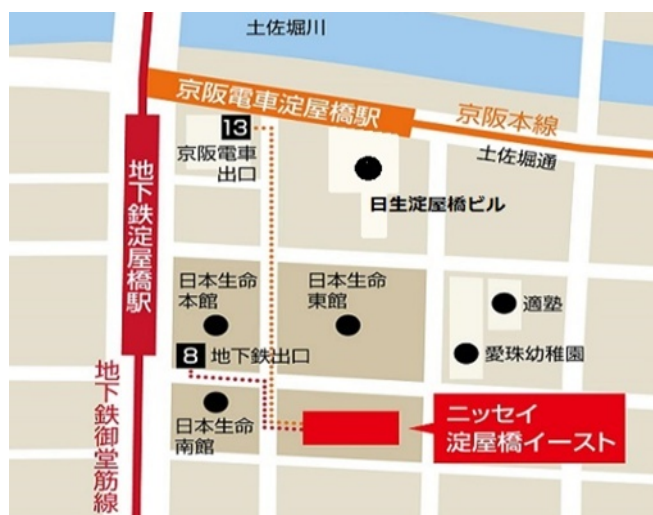 土佐堀川
京阪電車淀屋橋駅
京阪本線
土佐堀通
13
京阪電車
出口
日生淀屋橋ビル
地下鉄淀屋橋駅
日本生命
本館
日本生命
東館
適塾
愛珠幼稚園
8 地下鉄出口
日本生命
南館
ニッセイ
淀屋橋イースト
地下鉄御堂筋線